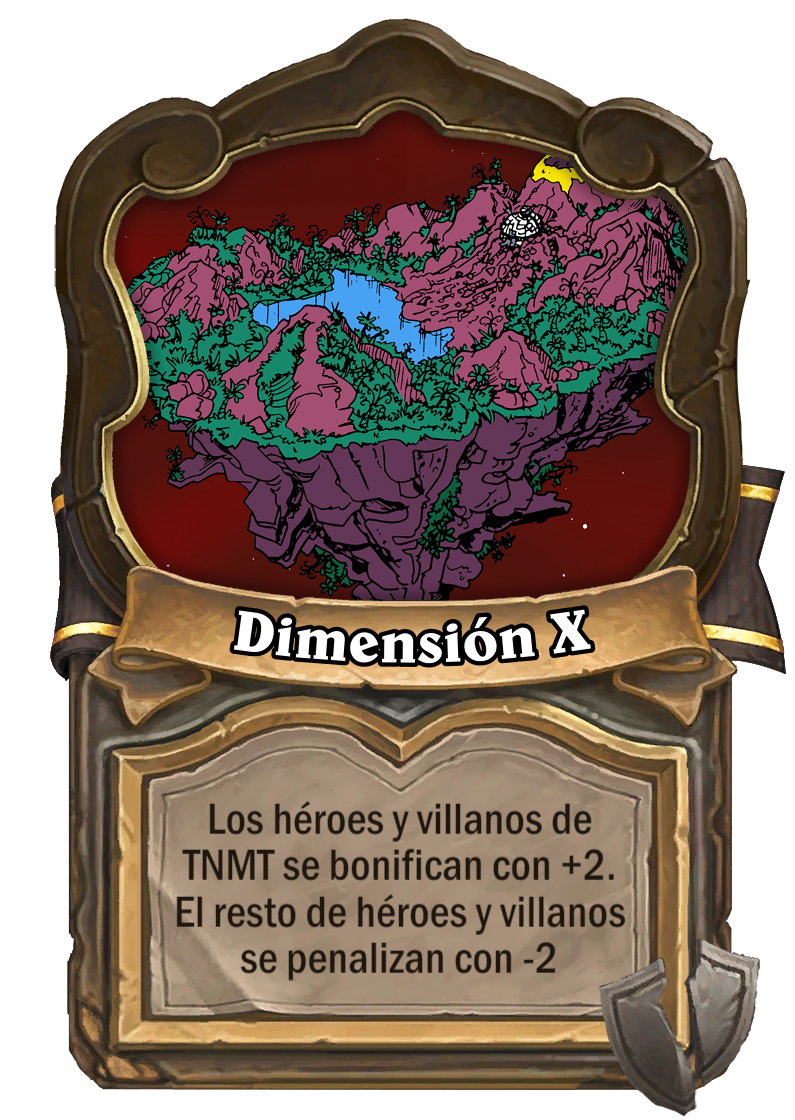 Dimensión X
Los héroes y villanos de
TNMT se bonifican con +2.
El resto de héroes y villanos
se penalizan con -2